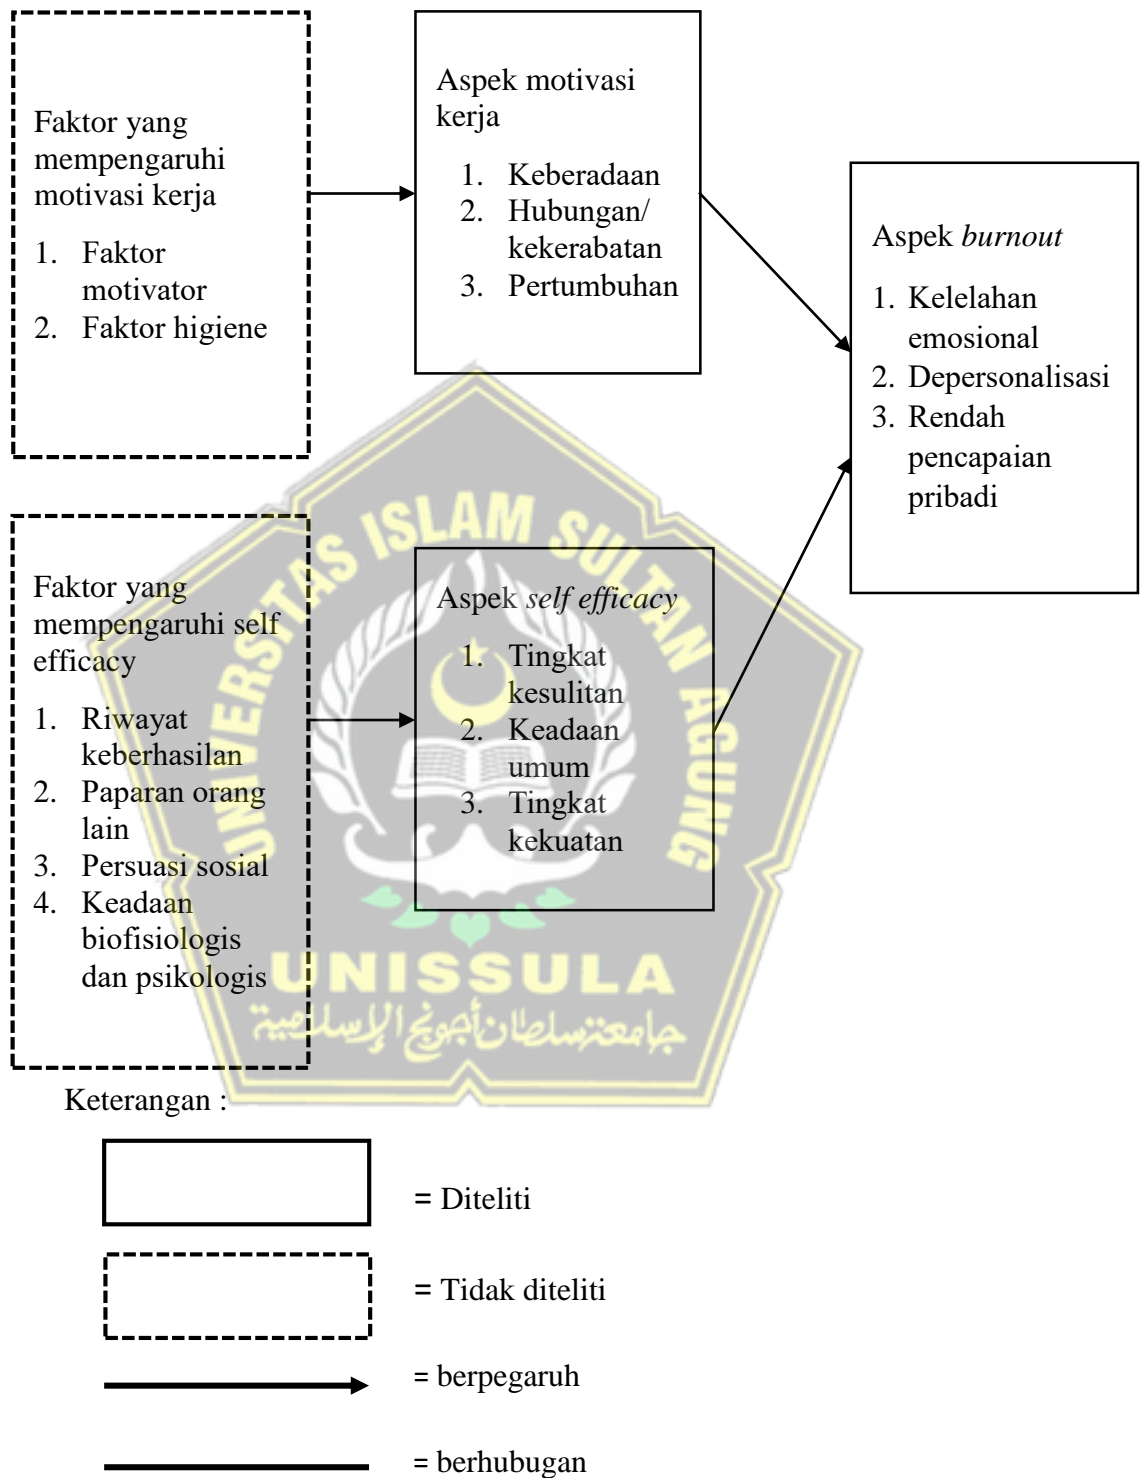 Faktor yang
mempengaruhi
motivasi kerja
1. Faktor
motivator
2. Faktor higiene
Aspek motivasi
kerja
1. Keberadaan
2. Hubungan/
kekerabatan
3. Pertumbuhan
Aspek burnout
1. Kelelahan
emosional
2. Depersonalisasi
3. Rendah
pencapaian
pribadi
Faktor yang
mempengaruhi self
efficacy
1. Riwayat
keberhasilan
2. Paparan orang
lain
3. Persuasi sosial
4. Keadaan
biofisiologis
dan psikologis
Aspek self efficacy
1. Tingkat
kesulitan
2. Keadaan
umum
3. Tingkat
kekuatan
UNIVERSITAS ISLAM SULTAN AGUNG
UNISSULA
جامعة سلطان أجونج الإسلامية
Keterangan :
= Diteliti
= Tidak diteliti
= berpegaruh
= berhubugan